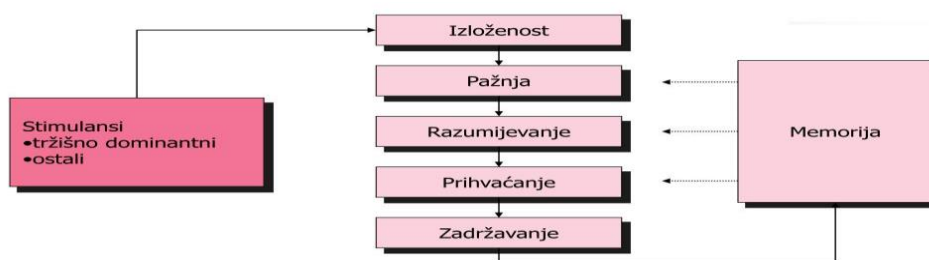 Izloženost
Pažnja
Stimulansi
•tržišno dominantni
•ostali
Razumijevanje
Memorija
Prihvaćanje
Zadržavanje